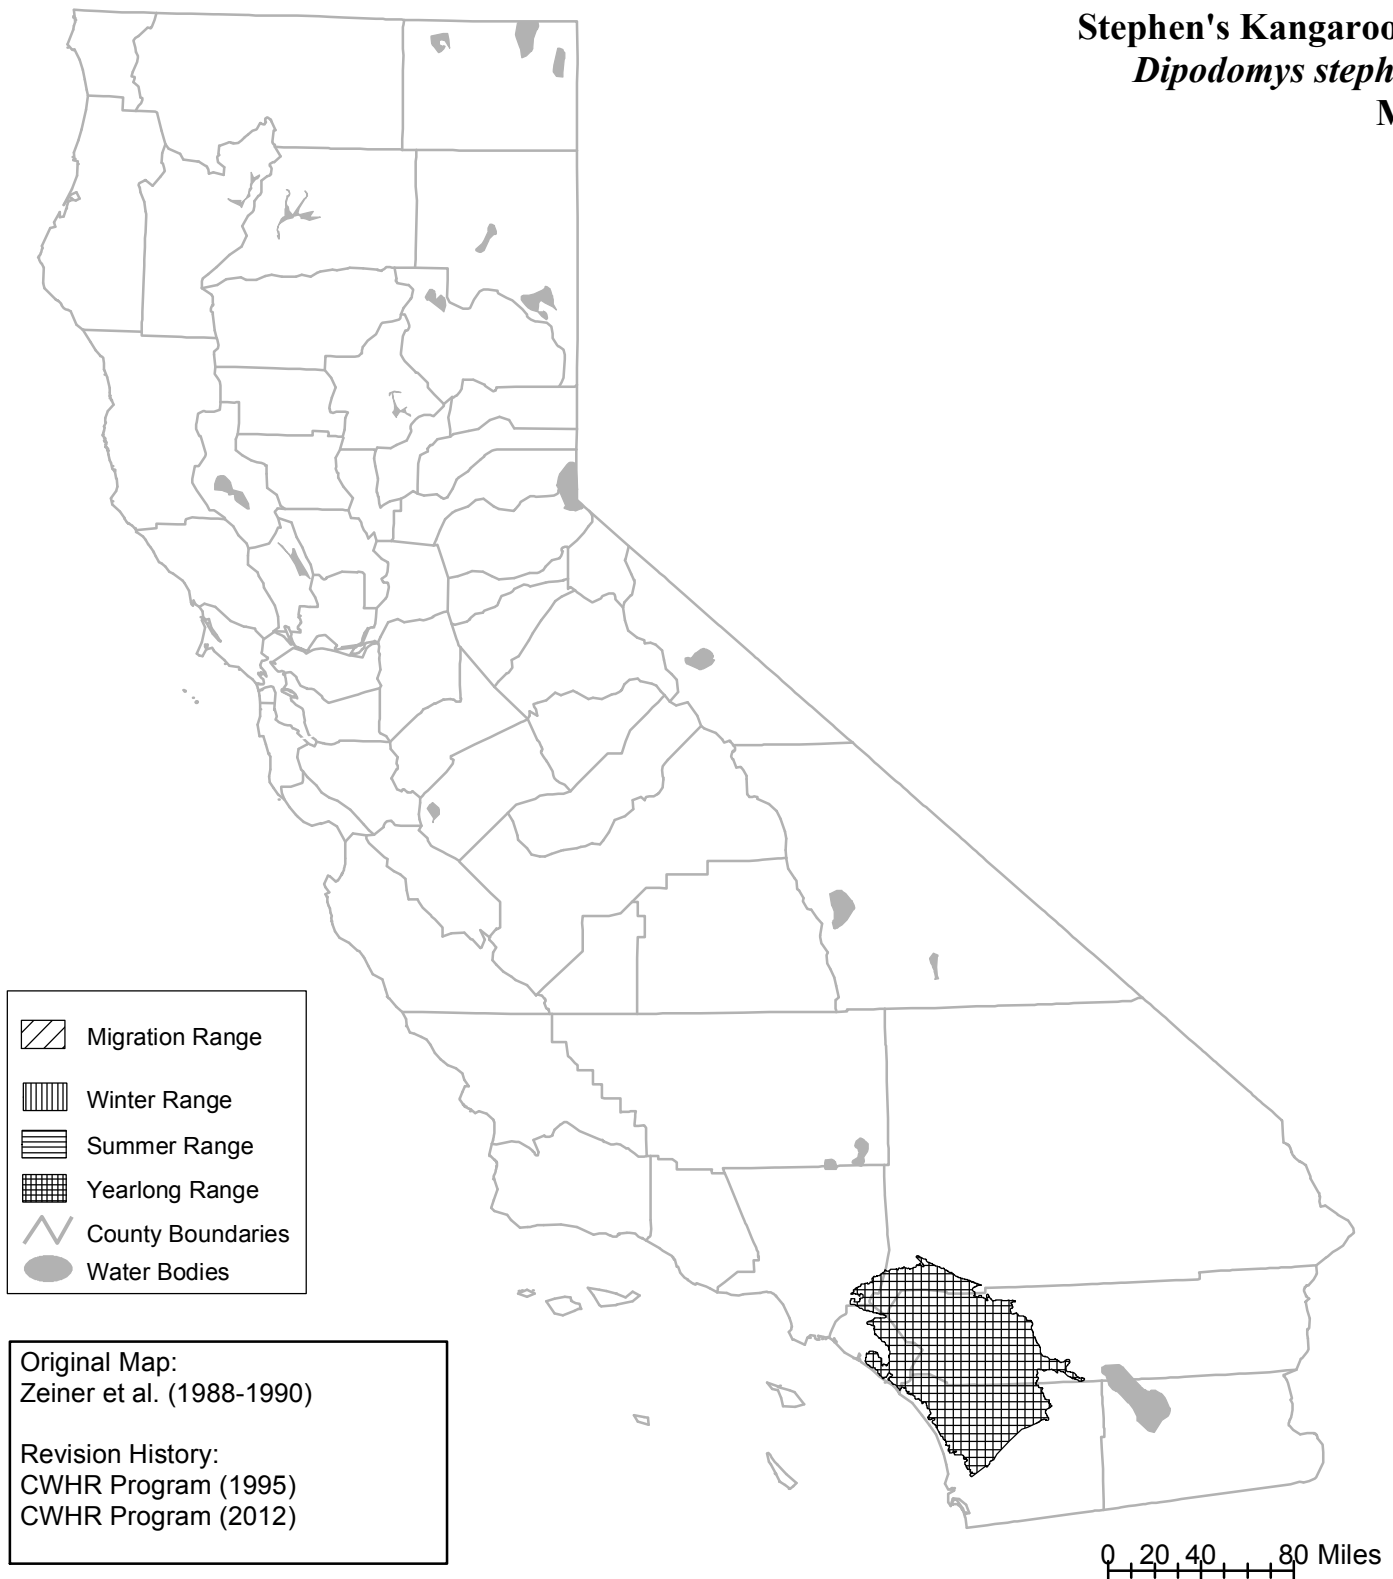 Stephen's Kangaroo
Dipodomys steph
M
Migration Range
Winter Range
Summer Range
Yearlong Range
County Boundaries
Water Bodies
Original Map:
Zeiner et al. (1988-1990)
Revision History:
CWHR Program (1995)
CWHR Program (2012)
0 20 40 80 Miles